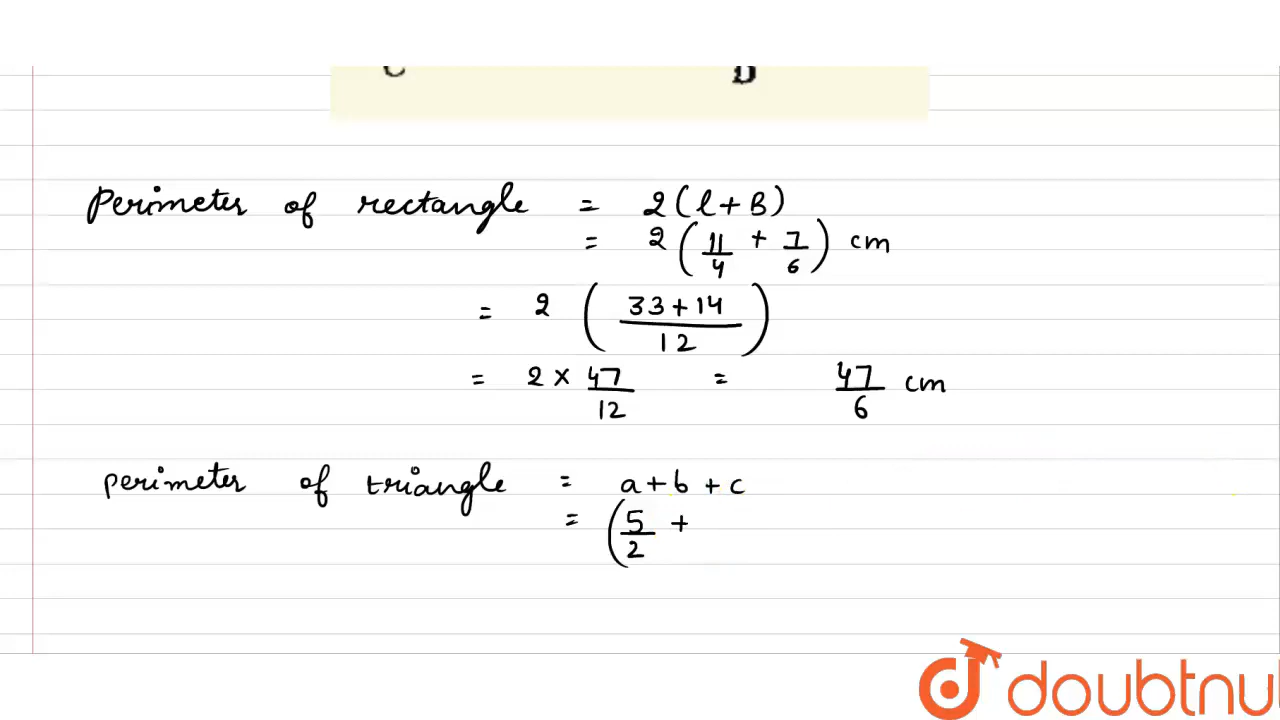 C D
Perimeter of rectangle = 2(l+B)
= 2 (11/4 + 7/6) cm
= 2 (33+14/12)
= 2 × 47/12 = 47/6 cm
perimeter of triangle = a+b+c
= (5/2 +
doubtnu